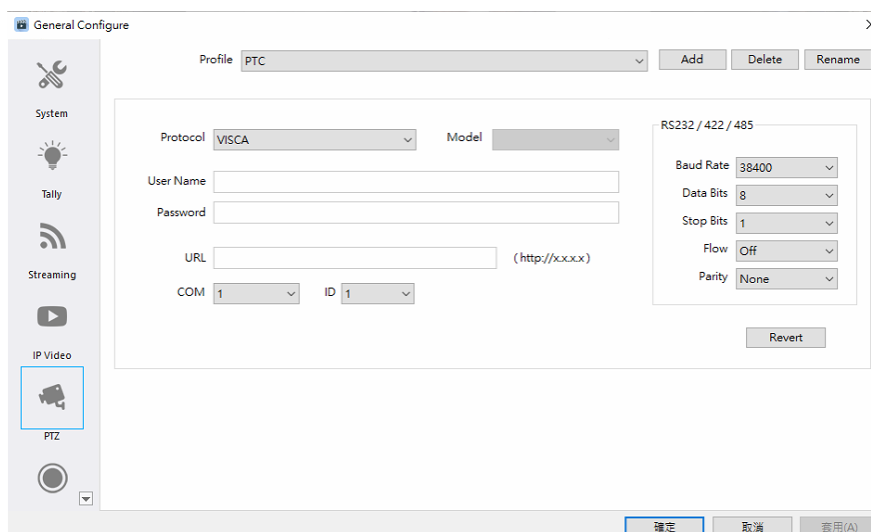 General Configure
Profile PTC Add Delete Rename
System
Tally
Streaming
IP Video
PTZ
Protocol VISCA Model
User Name
Password
URL (http://x.x.x.x)
COM 1 ID 1
RS232 / 422 / 485
Baud Rate 38400
Data Bits 8
Stop Bits 1
Flow Off
Parity None
Revert
確定 取消 套用(A)